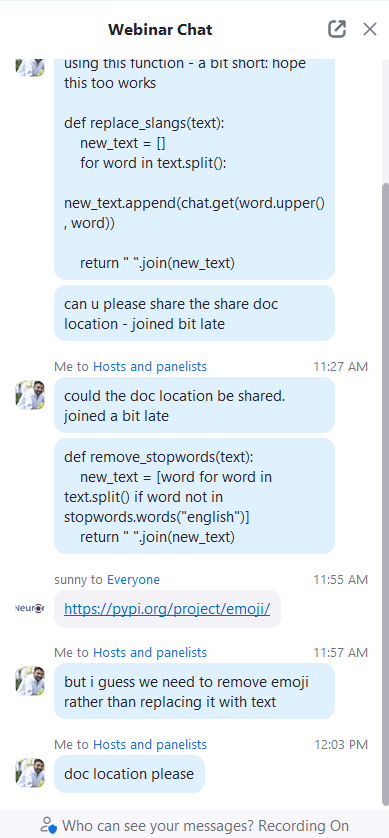 Webinar Chat
using this function - a bit short: hope
this too works
def replace_slangs(text):
new_text = []
for word in text.split():
new_text.append(chat.get(word.upper()
, word))
return " ".join(new_text)
can u please share the share doc
location - joined bit late
Me to Hosts and panelists 11:27 AM
could the doc location be shared.
joined a bit late
def remove_stopwords(text):
new_text = [word for word in
text.split() if word not in
stopwords.words("english")]
return " ".join(new_text)
sunny to Everyone 11:55 AM
https://pypi.org/project/emoji/
Me to Hosts and panelists 11:57 AM
but i guess we need to remove emoji
rather than replacing it with text
Me to Hosts and panelists 12:03 PM
doc location please
Who can see your messages? Recording On